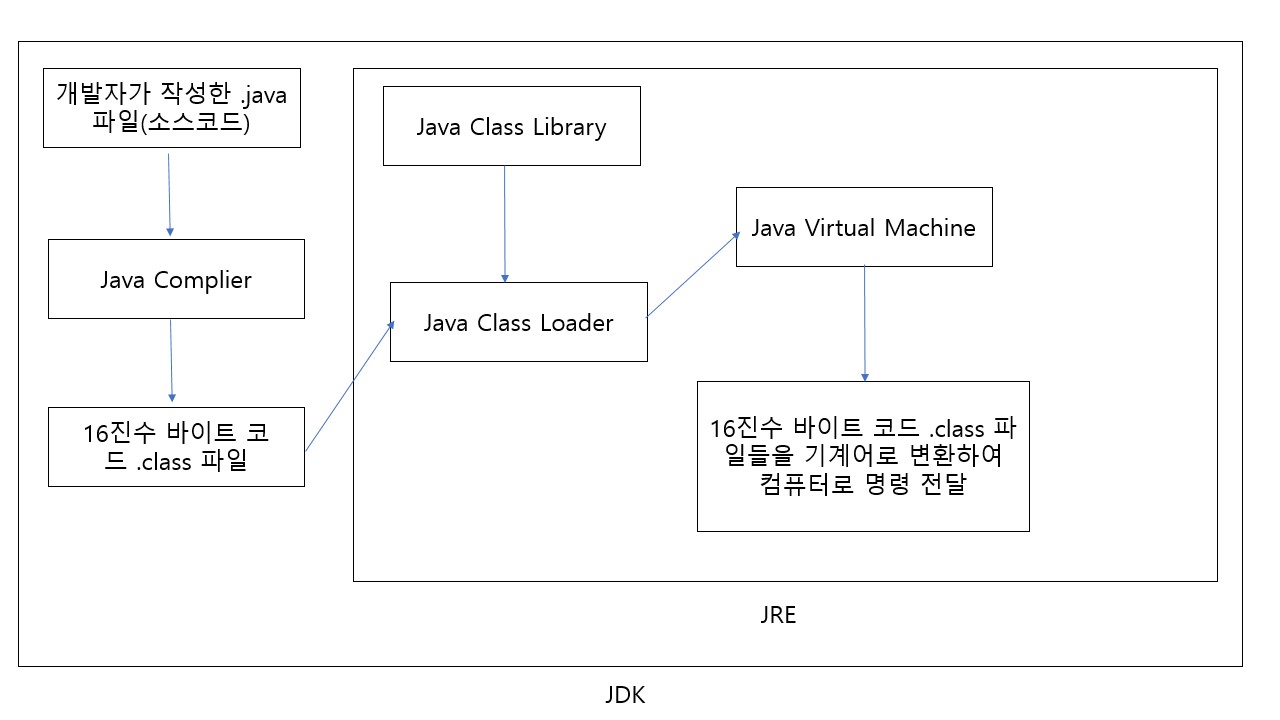 개발자가 작성한 .java
파일(소스코드)
Java Complier
16진수 바이트 코
드 .class 파일
Java Class Library
Java Class Loader
Java Virtual Machine
16진수 바이트 코드 .class 파
일들을 기계어로 변환하여
컴퓨터로 명령 전달
JRE
JDK